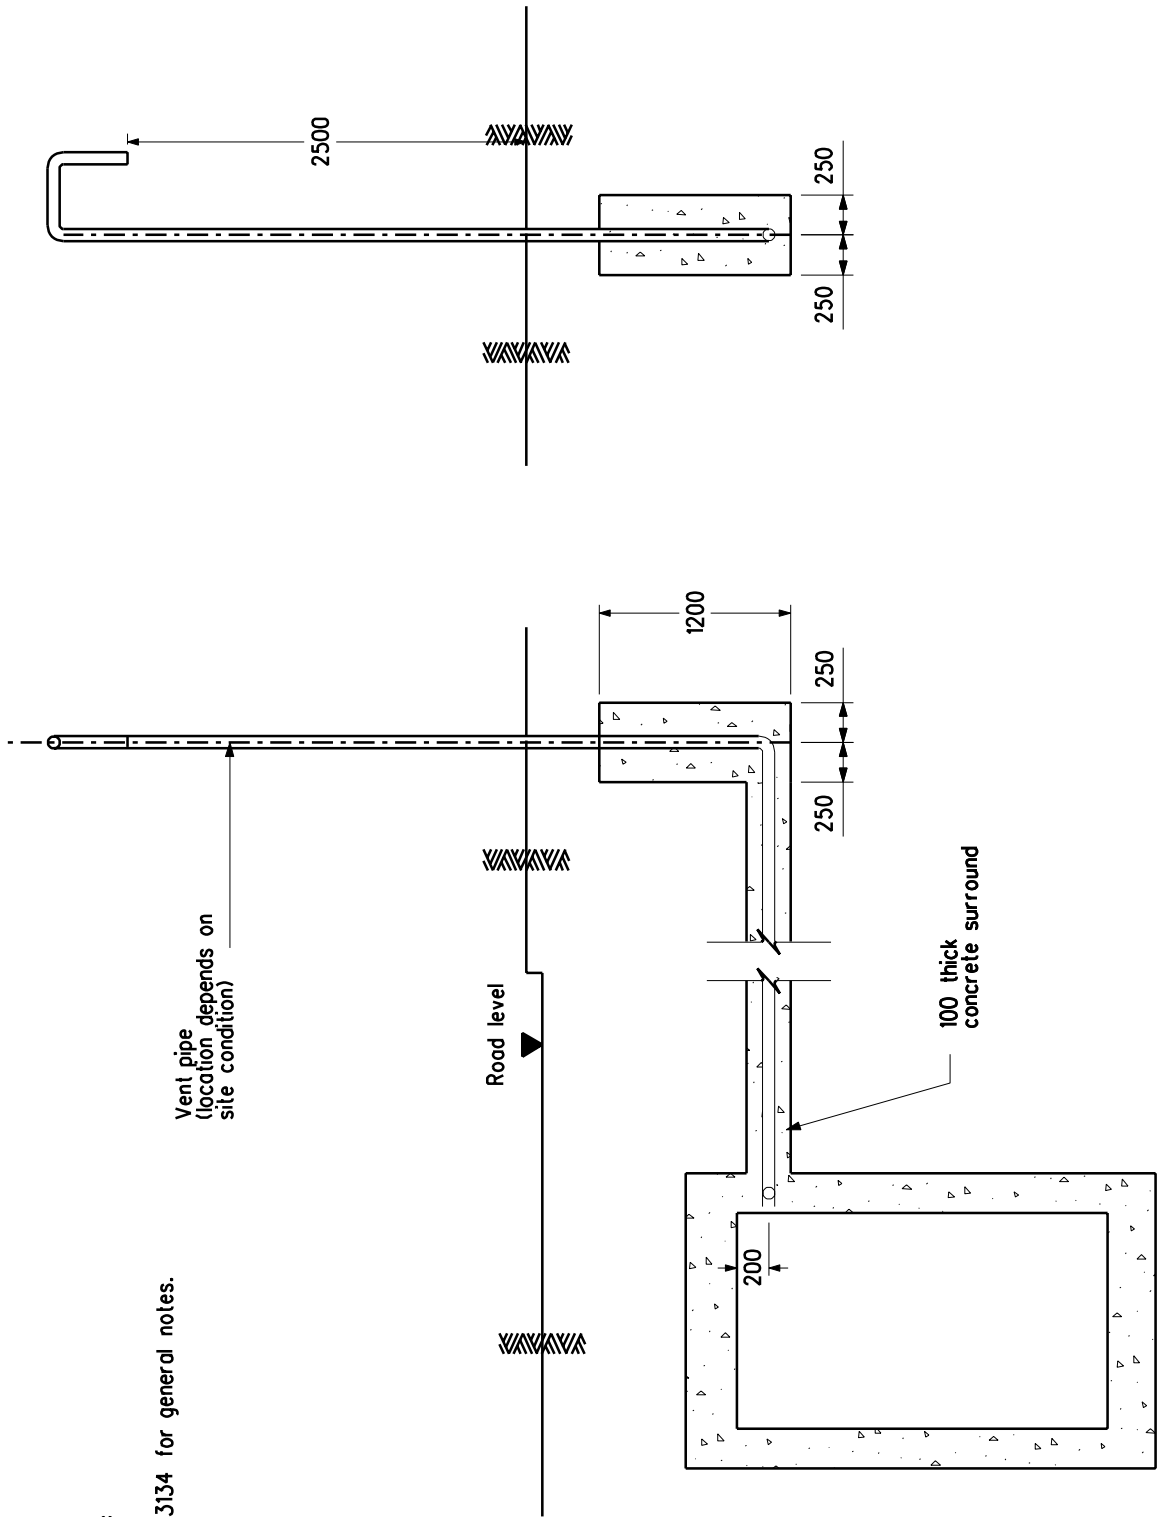 3134 for general notes.
Vent pipe
(location depends on
site condition)
Road level
2500
250
250
1200
250
250
200
100 thick
concrete surround